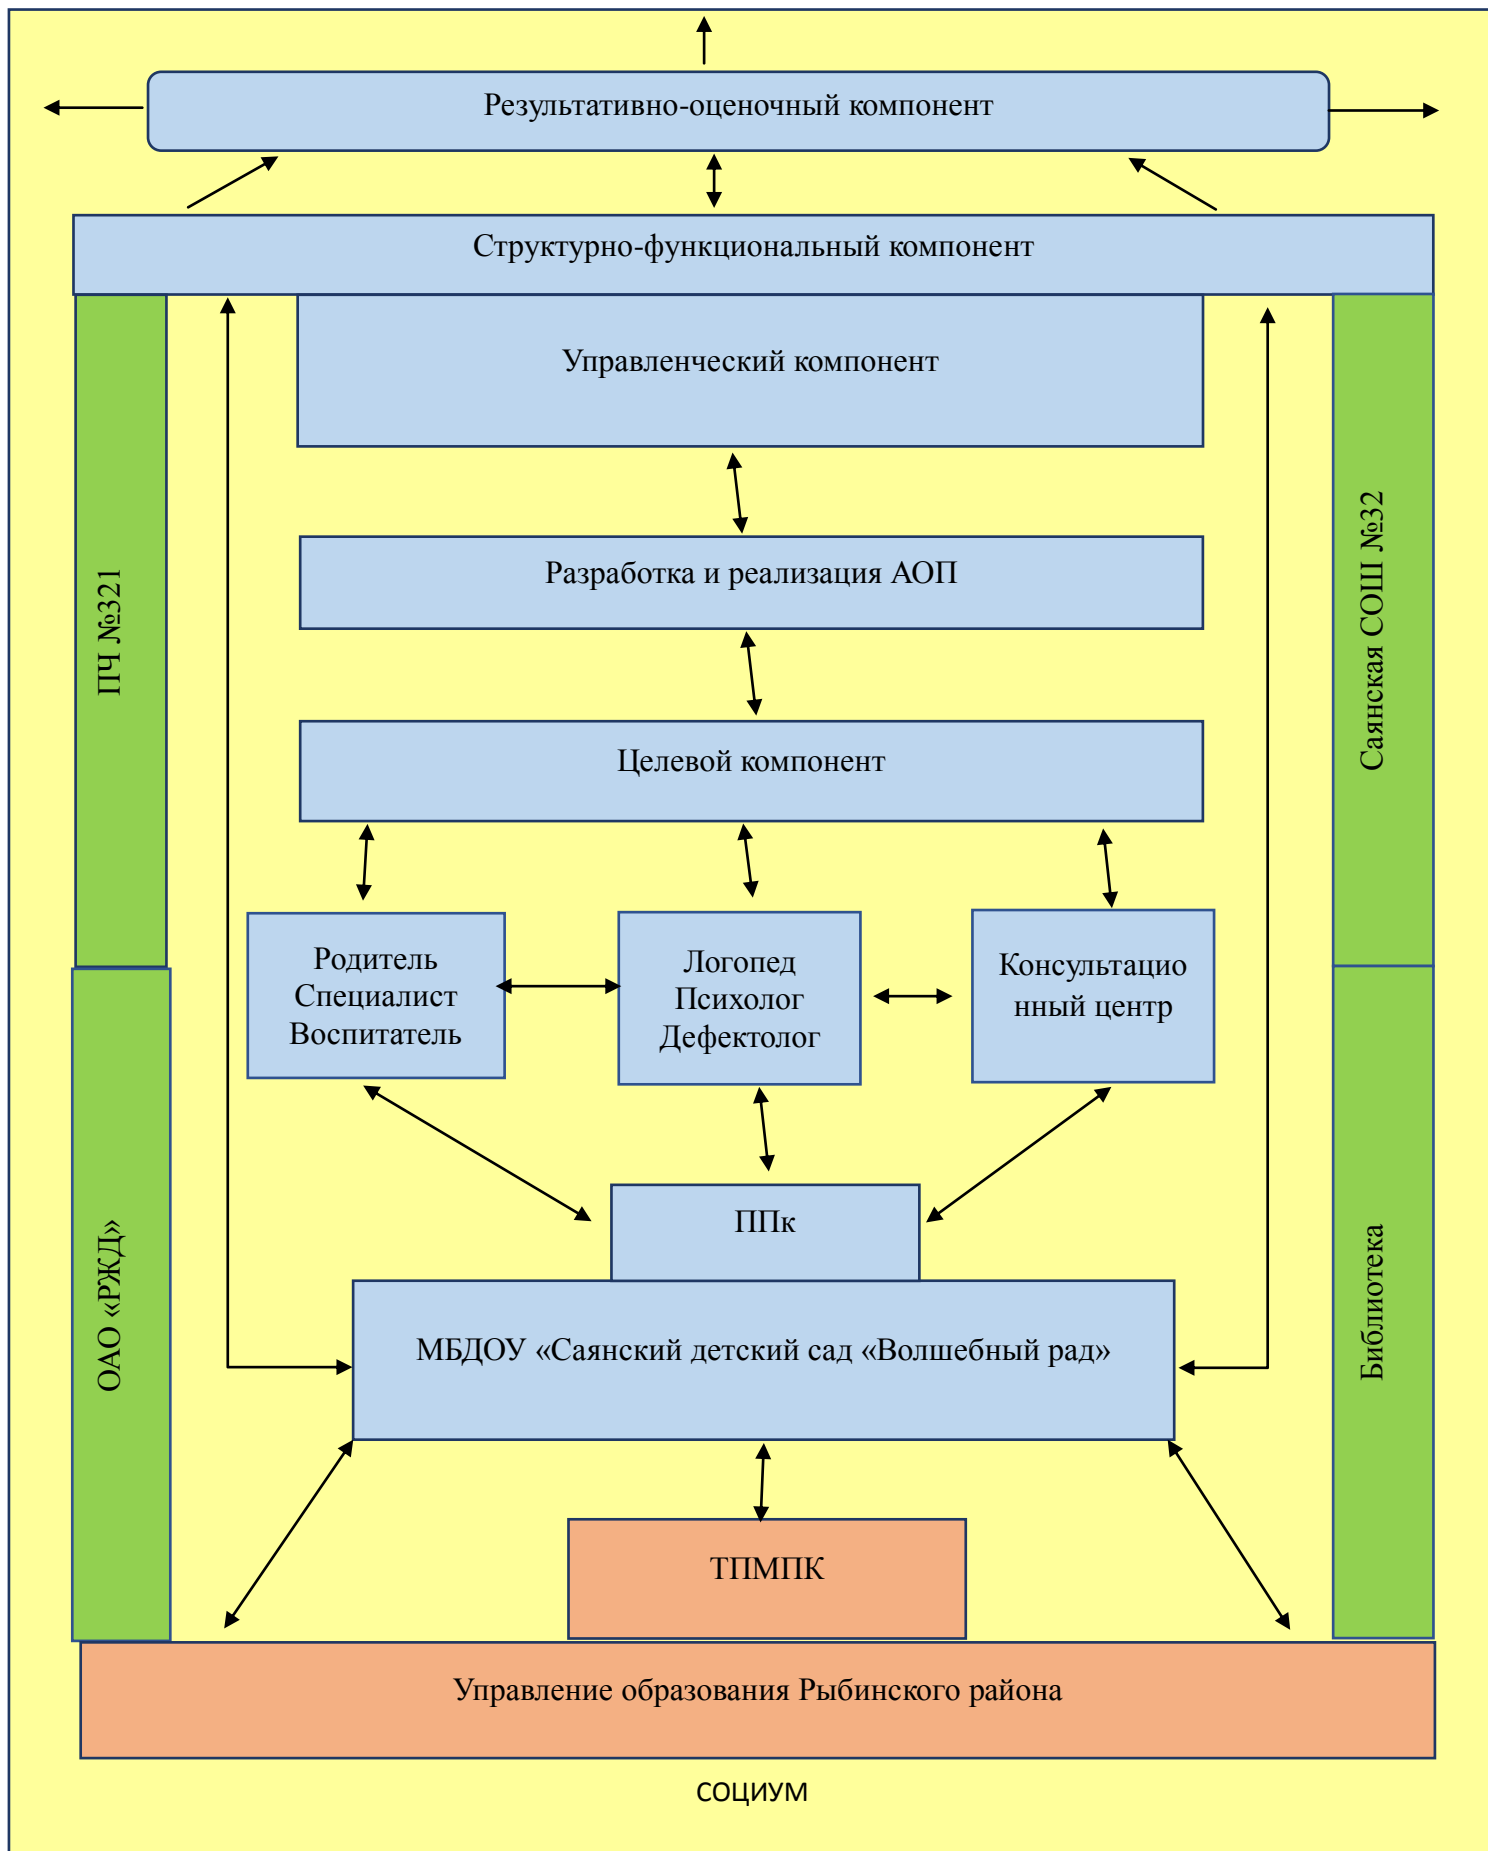 Результативно-оценочный компонент
Структурно-функциональный компонент
Управленческий компонент
ПЧ №321
Саянская СОШ №32
Разработка и реализация АОП
Целевой компонент
Родитель
Специалист
Воспитатель
Логопед
Психолог
Дефектолог
Консультацио
нный центр
ОАО «РЖД»
Библиотека
ППк
МБДОУ «Саянский детский сад «Волшебный рад»
ТПМПК
Управление образования Рыбинского района
СОЦИУМ